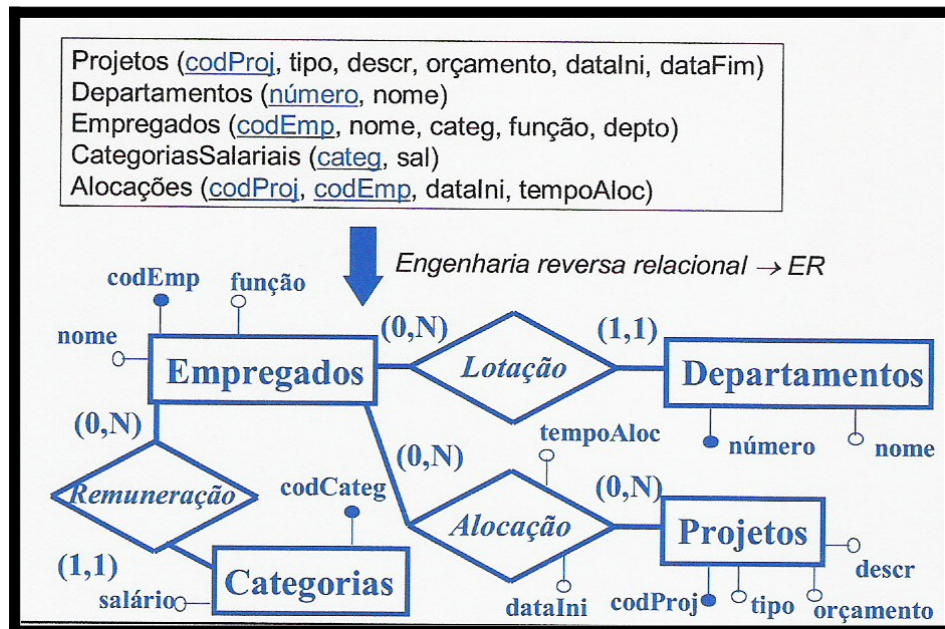 Projetos (codProj, tipo, descr, orçamento, dataIni, dataFim)
Departamentos (número, nome)
Empregados (codEmp, nome, categ, função, depto)
CategoriasSalariais (categ, sal)
Alocações (codProj, codEmp, dataIni, tempoAloc)
Engenharia reversa relacional → ER
codEmp
função
nome
(0,N)
(1,1)
Empregados
Lotação
Departamentos
(0,N)
(0,N)
tempoAloc
número
nome
Remuneração
codCateg
(0,N)
Alocação
Projetos
(1,1)
Categorias
descr
salário
dataIni
codProj
tipo
orçamento